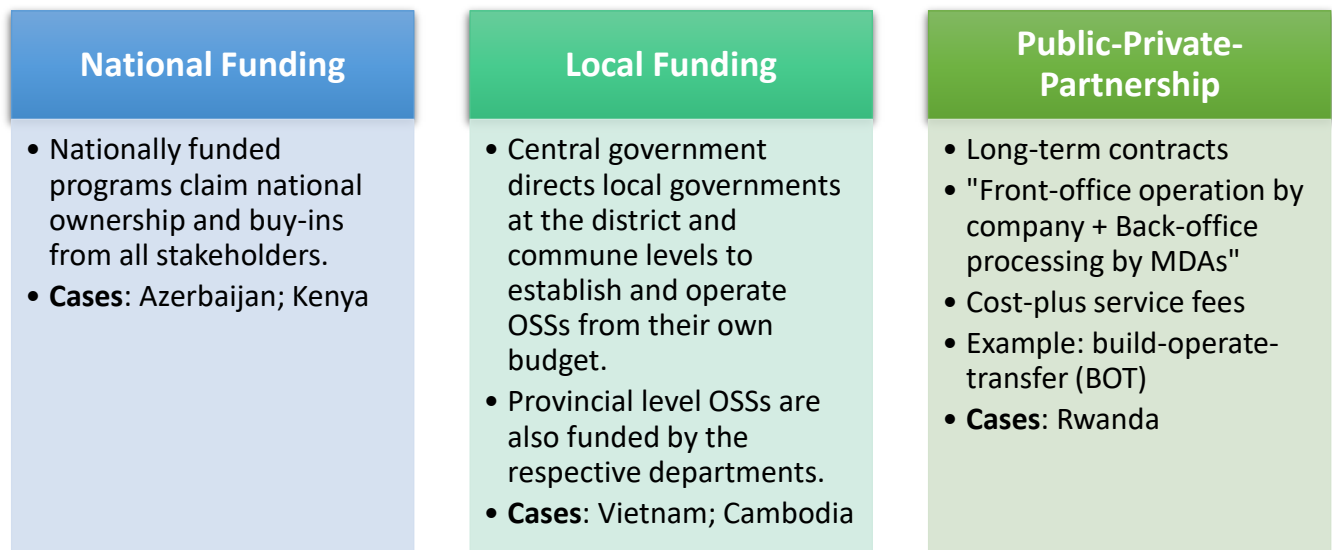 National Funding
• Nationally funded
programs claim national
ownership and buy-ins
from all stakeholders.
• Cases: Azerbaijan; Kenya
Local Funding
• Central government
directs local governments
at the district and
commune levels to
establish and operate
OSSs from their own
budget.
• Provincial level OSSs are
also funded by the
respective departments.
• Cases: Vietnam; Cambodia
Public-Private-
Partnership
• Long-term contracts
• "Front-office operation by
company + Back-office
processing by MDAs"
• Cost-plus service fees
• Example: build-operate-
transfer (BOT)
• Cases: Rwanda